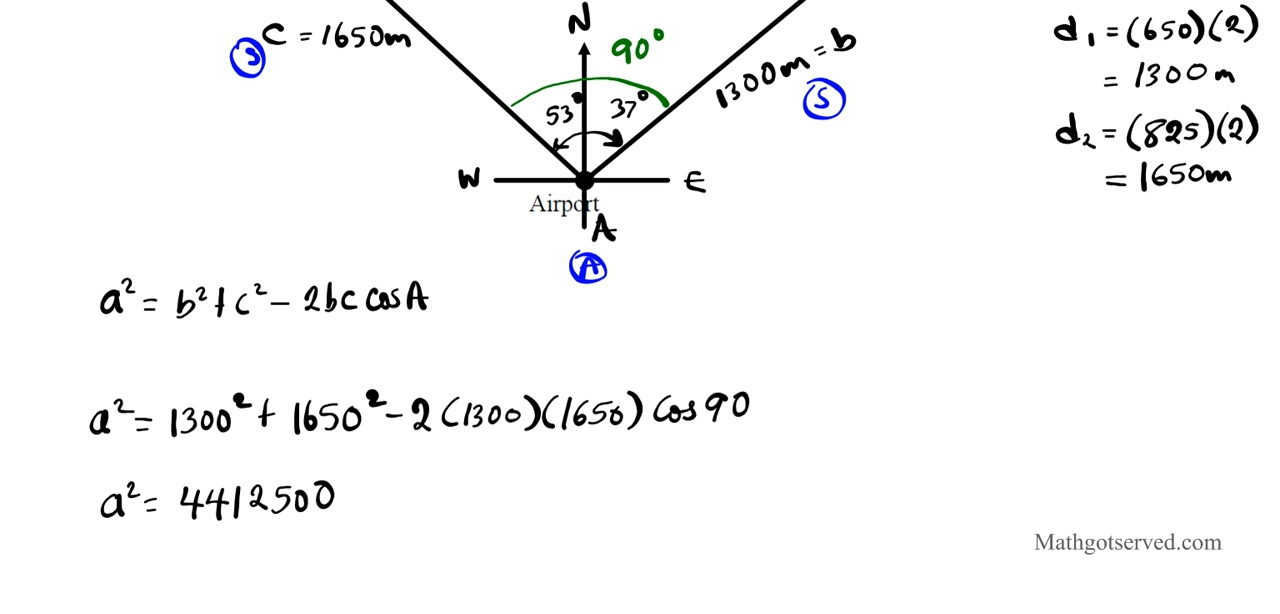 ③ C = 1650m
N
90°
1300m = b
Ⓢ
53° 37°
W E
Airport
A
Ⓐ
d₁ = (650)(2)
= 1300 m
d₂ = (825)(2)
= 1650m
a² = b² + c² - 2bc cos A
a² = 1300² + 1650² - 2 (1300)(1650) cos 90
a² = 4412500
Mathgotserved.com